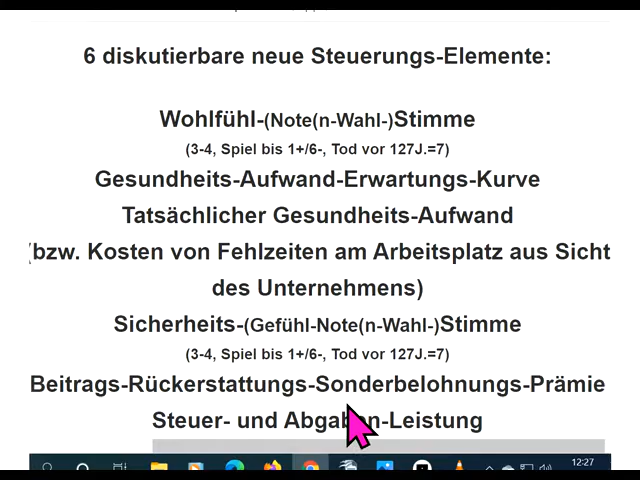 6 diskutierbare neue Steuerungs-Elemente:
Wohlfühl-(Note(n-Wahl-)Stimme
(3-4, Spiel bis 1+/6-, Tod vor 127J.=7)
Gesundheits-Aufwand-Erwartungs-Kurve
Tatsächlicher Gesundheits-Aufwand
(bzw. Kosten von Fehlzeiten am Arbeitsplatz aus Sicht
des Unternehmens)
Sicherheits-(Gefühl-Note(n-Wahl-)Stimme
(3-4, Spiel bis 1+/6-, Tod vor 127J.=7)
Beitrags-Rückerstattungs-Sonderbelohnungs-Prämie
Steuer- und Abgaben-Leistung
12:27